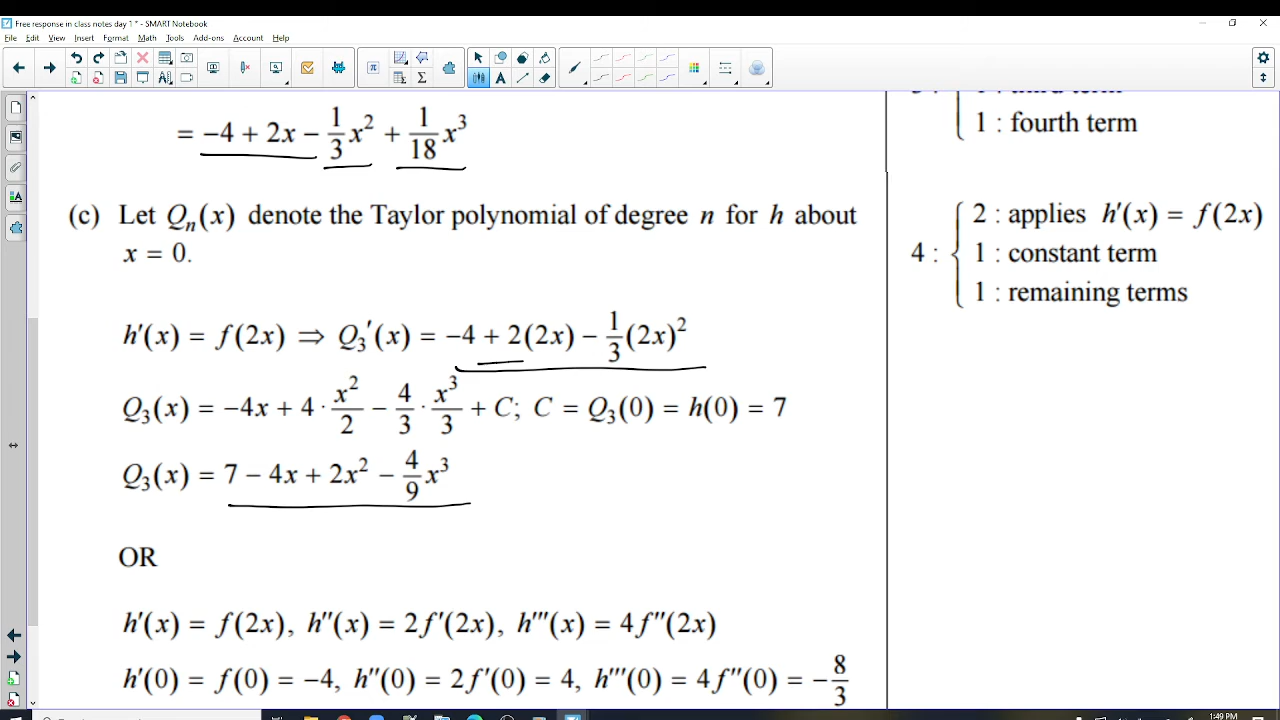 Free response in class notes day 1 * - SMART Notebook
File Edit View Insert Format Math Tools Add-ons Account Help
= −4 + 2x − 1/3 x² + 1/18 x³
1 : fourth term
(c) Let Qₙ(x) denote the Taylor polynomial of degree n for h about
x = 0.
4 : { 2 : applies h′(x) = f(2x)
1 : constant term
1 : remaining terms
h′(x) = f(2x) ⇒ Q₃′(x) = −4 + 2(2x) − 1/3 (2x)²
Q₃(x) = −4x + 4 · x²/2 − 4/3 · x³/3 + C; C = Q₃(0) = h(0) = 7
Q₃(x) = 7 − 4x + 2x² − 4/9 x³
OR
h′(x) = f(2x), h″(x) = 2f′(2x), h‴(x) = 4f″(2x)
h′(0) = f(0) = −4, h″(0) = 2f′(0) = 4, h‴(0) = 4f″(0) = −8/3
1:49 PM